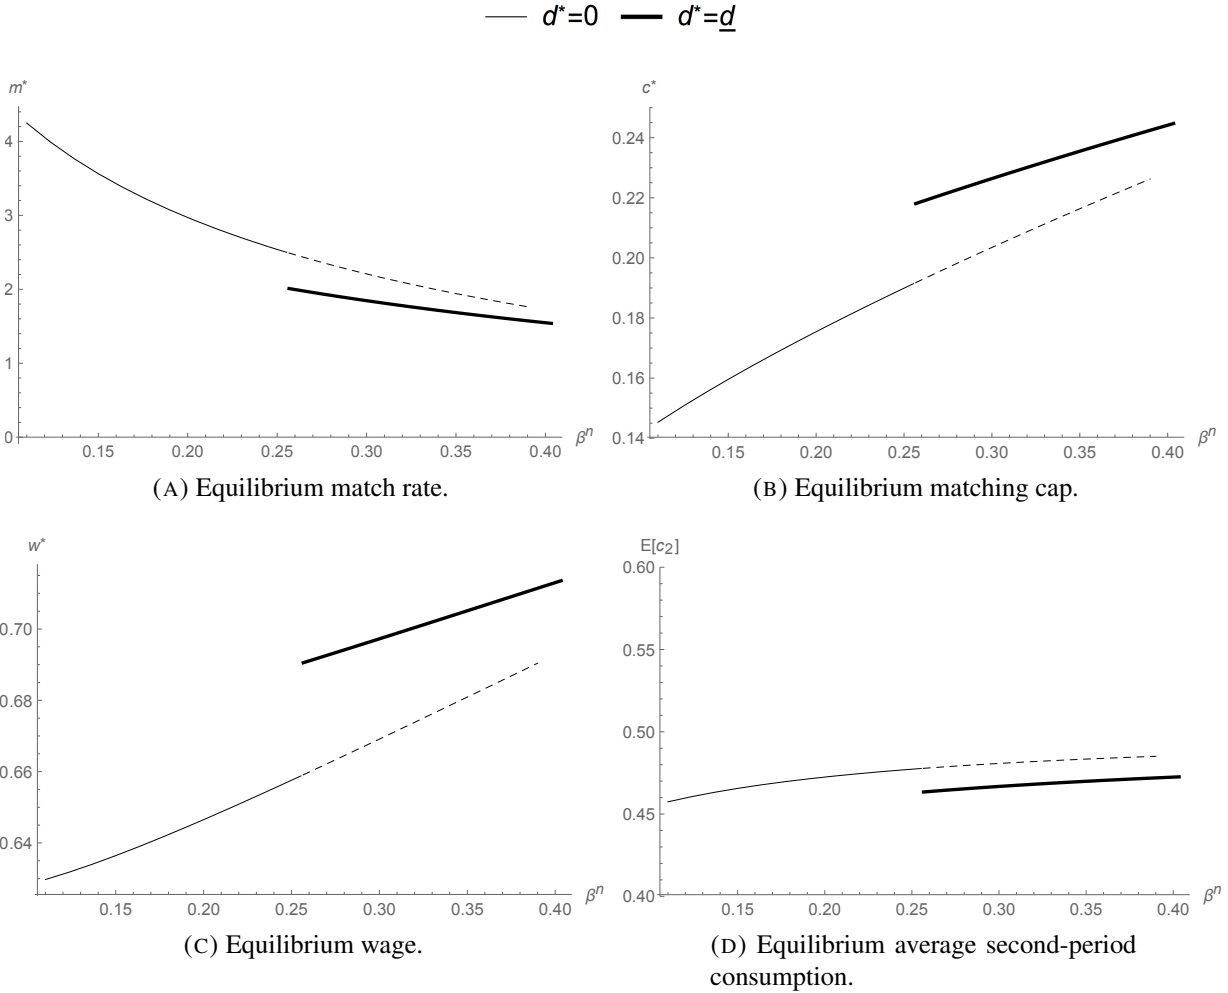 d*=0 d*=d
m*
4
3
2
1
0
0.15 0.20 0.25 0.30 0.35 0.40 βⁿ
(A) Equilibrium match rate.
c*
0.24
0.22
0.20
0.18
0.16
0.14
0.15 0.20 0.25 0.30 0.35 0.40 βⁿ
(B) Equilibrium matching cap.
w*
0.70
0.68
0.66
0.64
0.15 0.20 0.25 0.30 0.35 0.40 βⁿ
(C) Equilibrium wage.
E[c₂]
0.60
0.55
0.50
0.45
0.40
0.15 0.20 0.25 0.30 0.35 0.40 βⁿ
(D) Equilibrium average second-period
consumption.